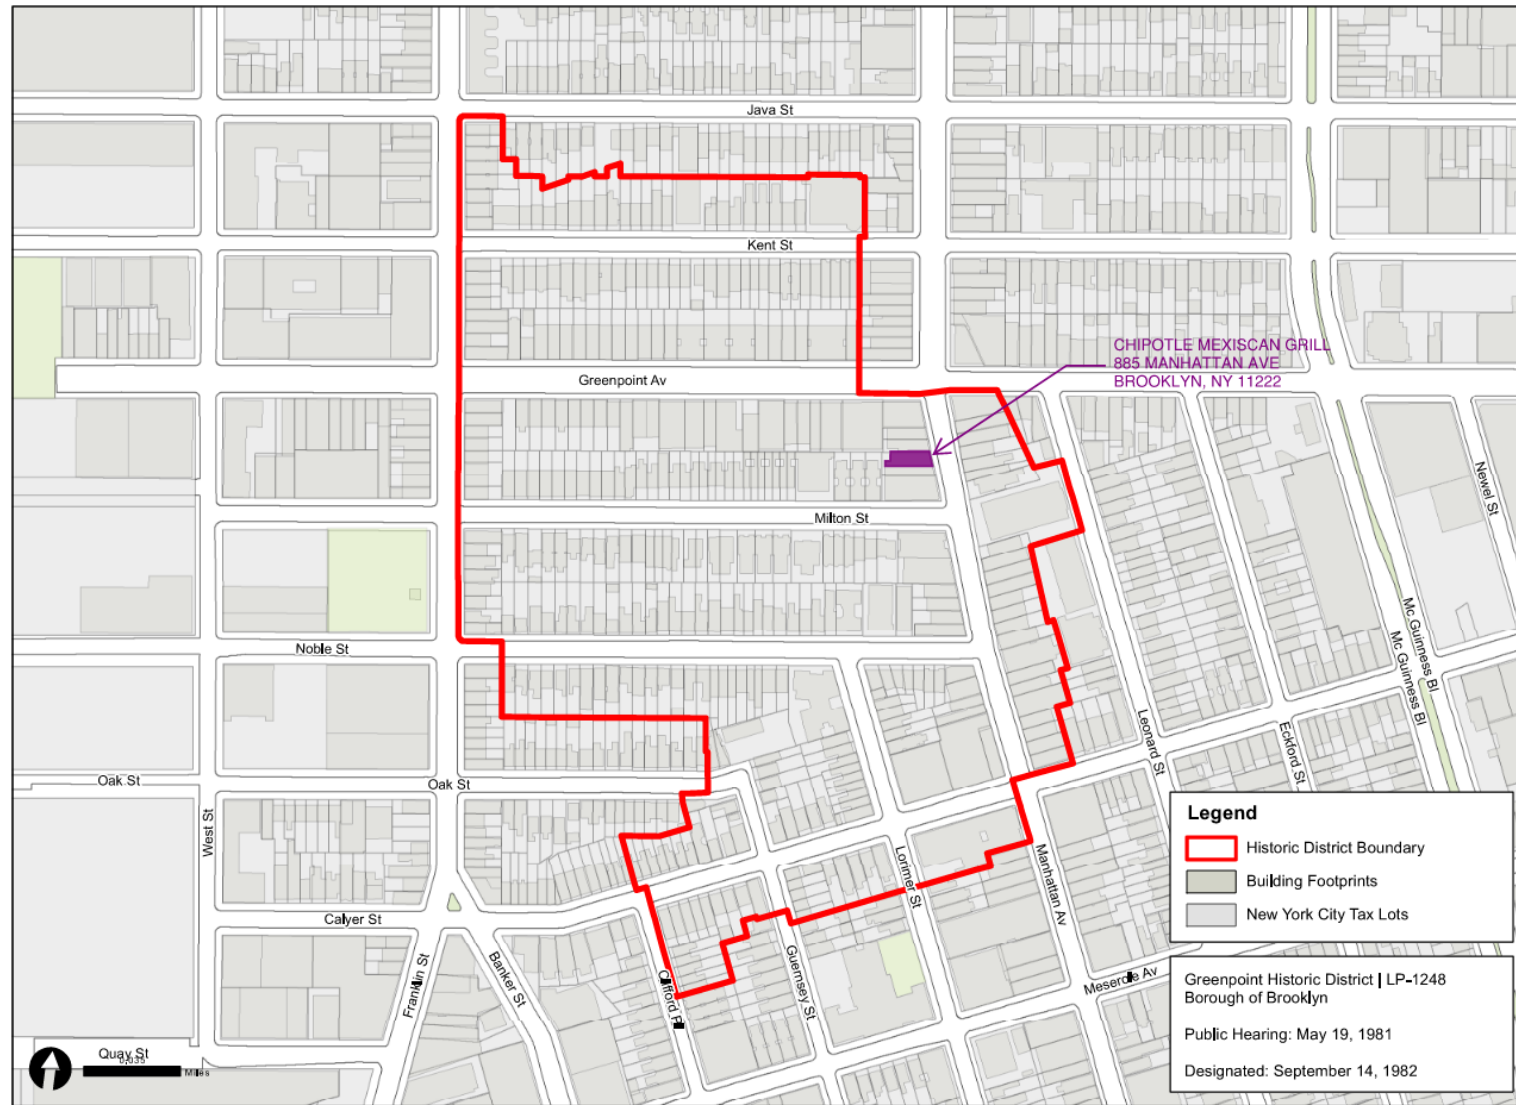 Java St
Kent St
CHIPOTLE MEXISCAN GRILL
885 MANHATTAN AVE
BROOKLYN, NY 11222
Greenpoint Av
Newel St
Milton St
Mc Guinness Bl
Mc Guinness Bl
Noble St
Leonard St
Eckford St
Oak St
Oak St
West St
Lorimer St
Manhattan Av
Calyer St
Franklin St
Banker St
Clifford Pl
Guernsey St
Meserole Av
Quay St
0.035
Miles
Legend
Historic District Boundary
Building Footprints
New York City Tax Lots
Greenpoint Historic District | LP-1248
Borough of Brooklyn
Public Hearing: May 19, 1981
Designated: September 14, 1982